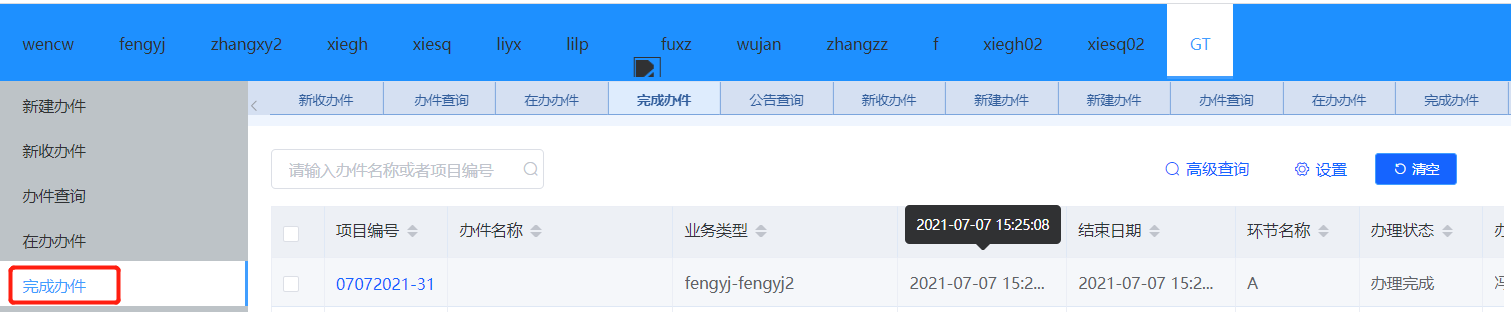 wencw fengyj zhangxy2 xiegh xiesq liyx lilp fuxz wujan zhangzz f xiegh02 xiesq02 GT
新建办件
新收办件
办件查询
在办办件
完成办件
新收办件 办件查询 在办办件 完成办件 公告查询 新收办件 新建办件 新建办件 办件查询 在办办件 完成办件
请输入办件名称或者项目编号 高级查询 设置 清空
2021-07-07 15:25:08
项目编号 办件名称 业务类型 结束日期 环节名称 办理状态
07072021-31 fengyj-fengyj2 2021-07-07 15:2... 2021-07-07 15:2... A 办理完成